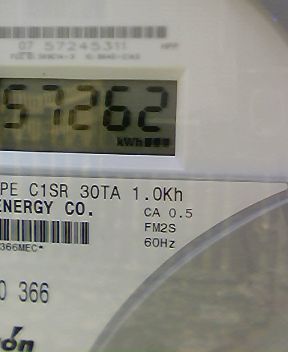 07 57245311
57262
kWh
PE C1SR 30TA 1.0Kh
ENERGY CO.
CA 0.5
FM2S
60Hz
366MEC*
0 366
ón